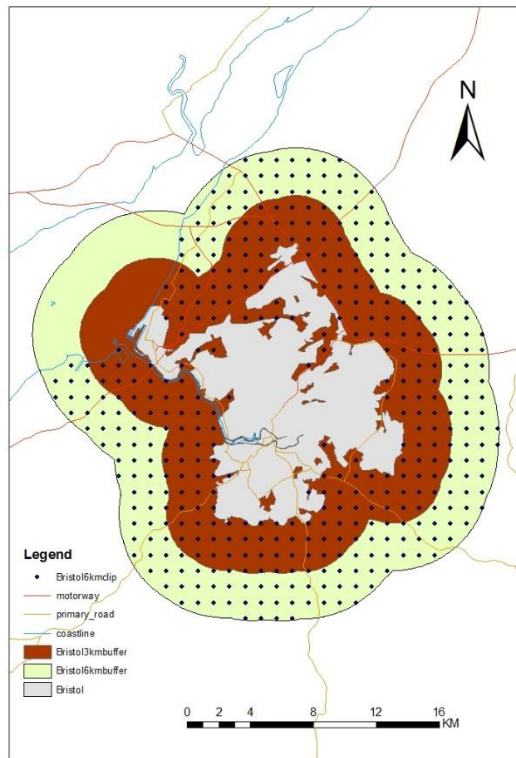 N
Legend
Bristol6kmclip
motorway
primary_road
coastline
Bristol3kmbuffer
Bristol6kmbuffer
Bristol
0 2 4 8 12 16
KM